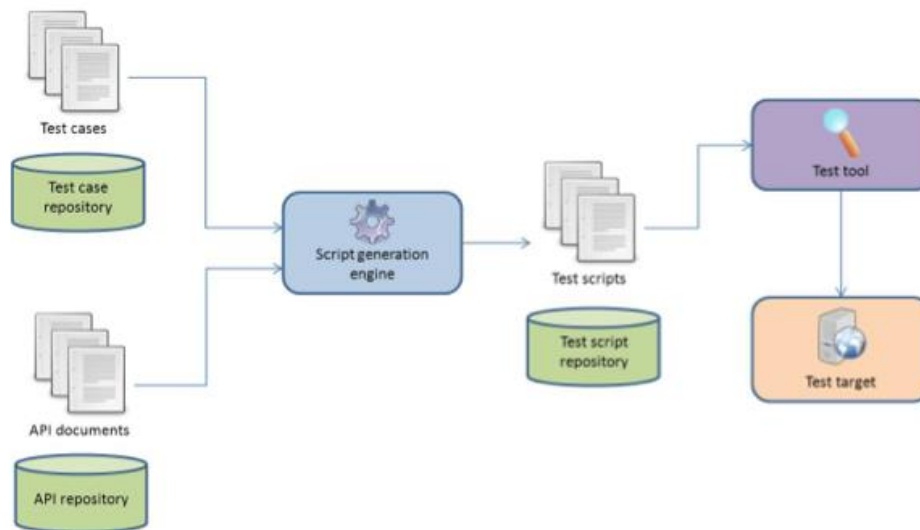 Test cases
Test case
repository
API documents
API repository
Script generation
engine
Test scripts
Test script
repository
Test tool
Test target